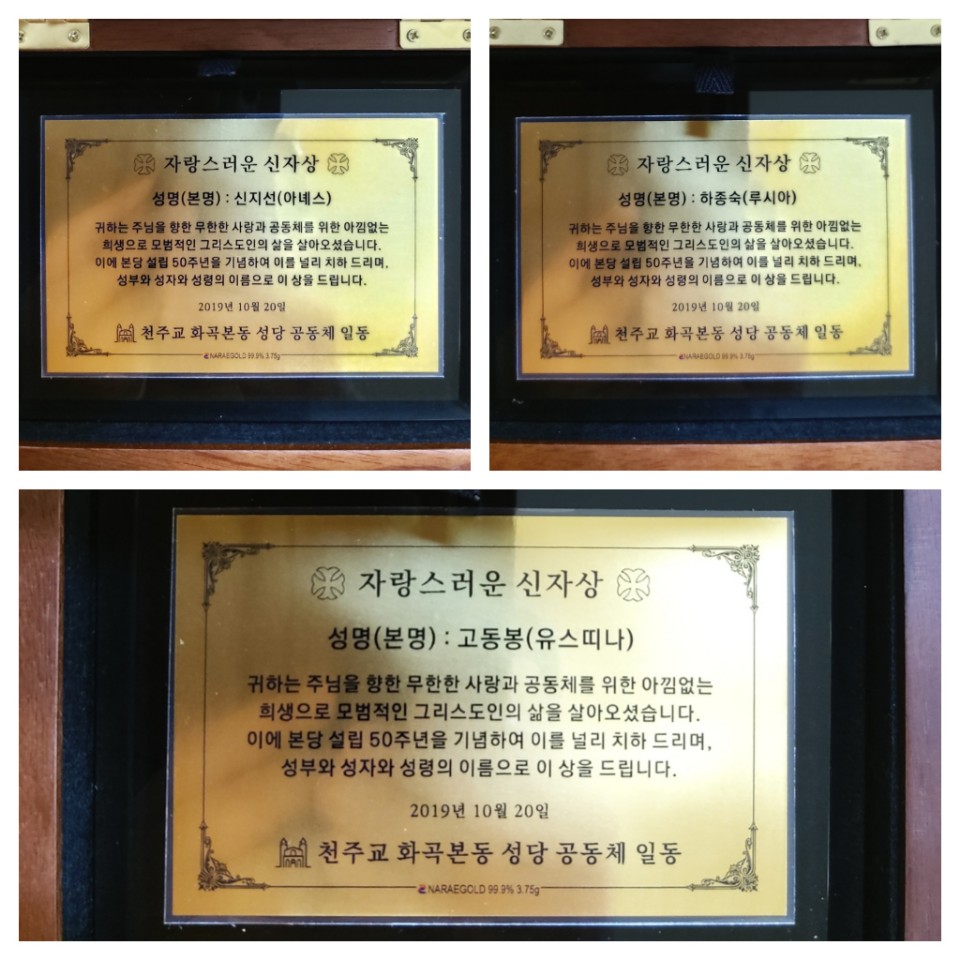 자랑스러운 신자상
성명(본명) : 신지선(아녜스)
귀하는 주님을 향한 무한한 사랑과 공동체를 위한 아낌없는
희생으로 모범적인 그리스도인의 삶을 살아오셨습니다.
이에 본당 설립 50주년을 기념하여 이를 널리 치하 드리며,
성부와 성자와 성령의 이름으로 이 상을 드립니다.
2019년 10월 20일
천주교 화곡본동 성당 공동체 일동
NARAEGOLD 99.9% 3.75g
자랑스러운 신자상
성명(본명) : 하종숙(루시아)
귀하는 주님을 향한 무한한 사랑과 공동체를 위한 아낌없는
희생으로 모범적인 그리스도인의 삶을 살아오셨습니다.
이에 본당 설립 50주년을 기념하여 이를 널리 치하 드리며,
성부와 성자와 성령의 이름으로 이 상을 드립니다.
2019년 10월 20일
천주교 화곡본동 성당 공동체 일동
NARAEGOLD 99.9% 3.75g
자랑스러운 신자상
성명(본명) : 고동봉(유스띠나)
귀하는 주님을 향한 무한한 사랑과 공동체를 위한 아낌없는
희생으로 모범적인 그리스도인의 삶을 살아오셨습니다.
이에 본당 설립 50주년을 기념하여 이를 널리 치하 드리며,
성부와 성자와 성령의 이름으로 이 상을 드립니다.
2019년 10월 20일
천주교 화곡본동 성당 공동체 일동
NARAEGOLD 99.9% 3.75g